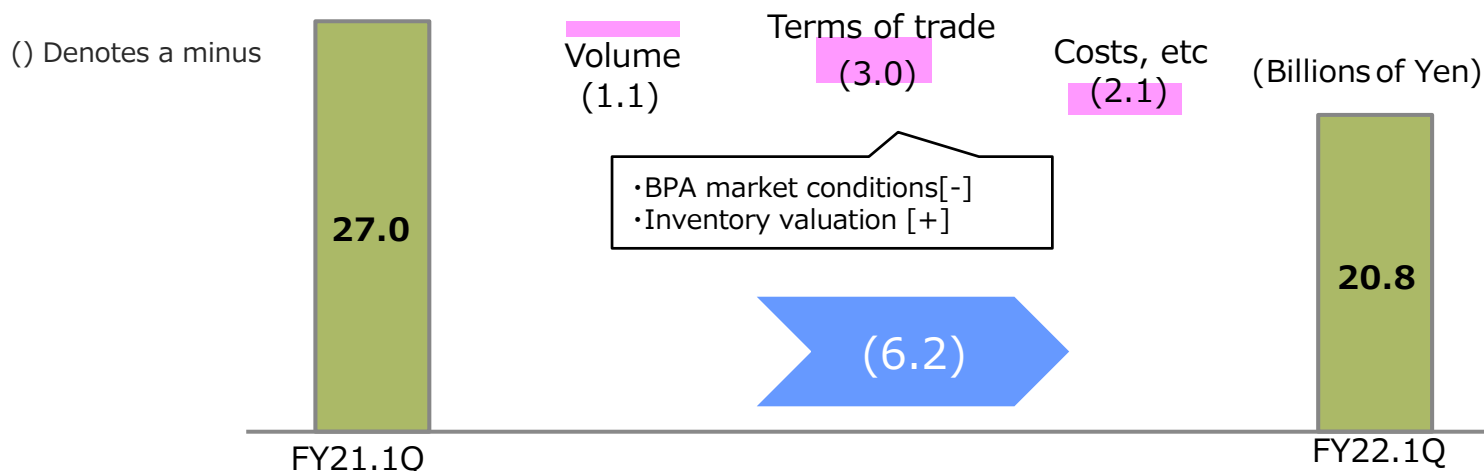 () Denotes a minus
Volume
(1.1)
Terms of trade
(3.0)
Costs, etc
(2.1)
(Billions of Yen)
・BPA market conditions[-]
・Inventory valuation [+]
27.0
20.8
(6.2)
FY21.1Q
FY22.1Q